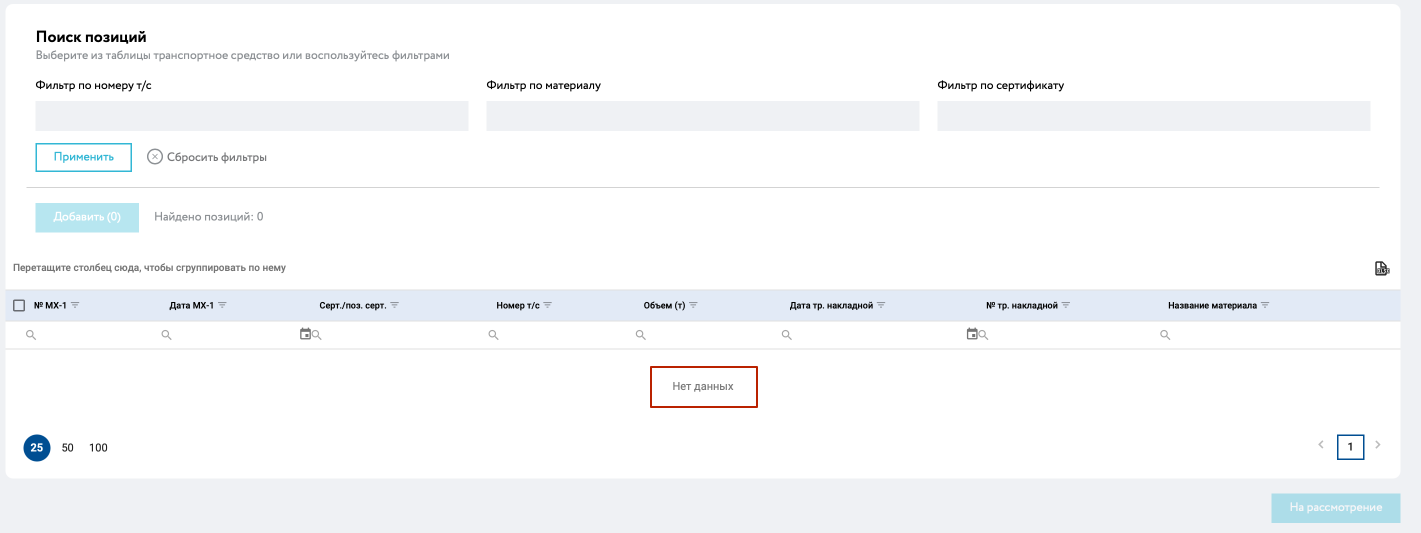 Поиск позиций
Выберите из таблицы транспортное средство или воспользуйтесь фильтрами
Фильтр по номеру т/с
Фильтр по материалу
Фильтр по сертификату
Применить
Сбросить фильтры
Добавить (0)
Найдено позиций: 0
Перетащите столбец сюда, чтобы сгруппировать по нему
№ МХ-1
Дата МХ-1
Серт./поз. серт.
Номер т/с
Объем (т)
Дата тр. накладной
№ тр. накладной
Название материала
Нет данных
25 50 100
1
На рассмотрение